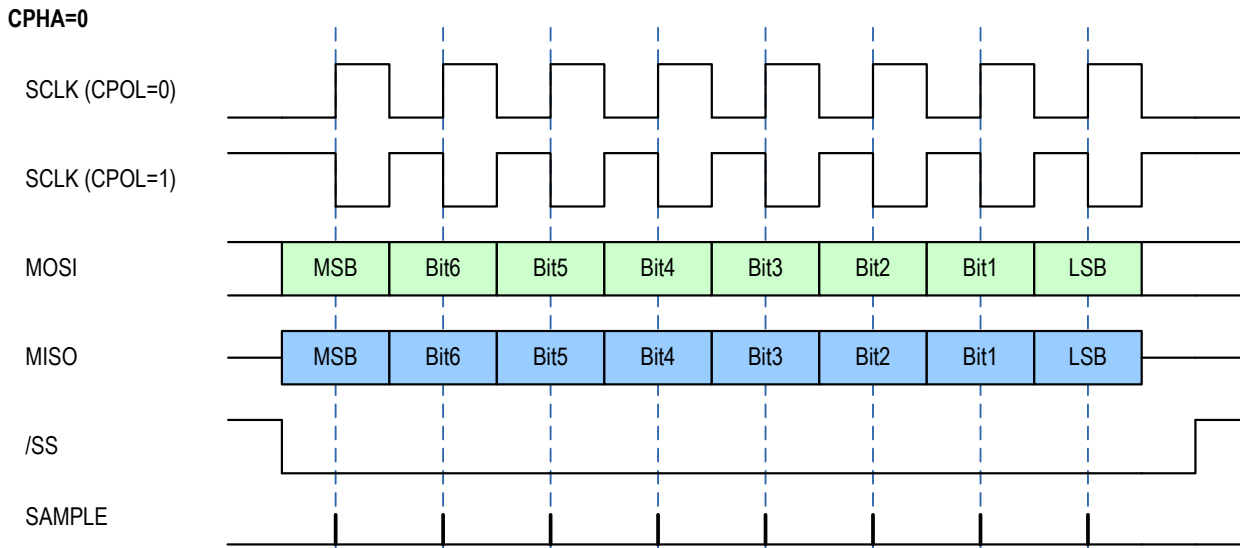 CPHA=0
SCLK (CPOL=0)
SCLK (CPOL=1)
MOSI MSB Bit6 Bit5 Bit4 Bit3 Bit2 Bit1 LSB
MISO MSB Bit6 Bit5 Bit4 Bit3 Bit2 Bit1 LSB
/SS
SAMPLE